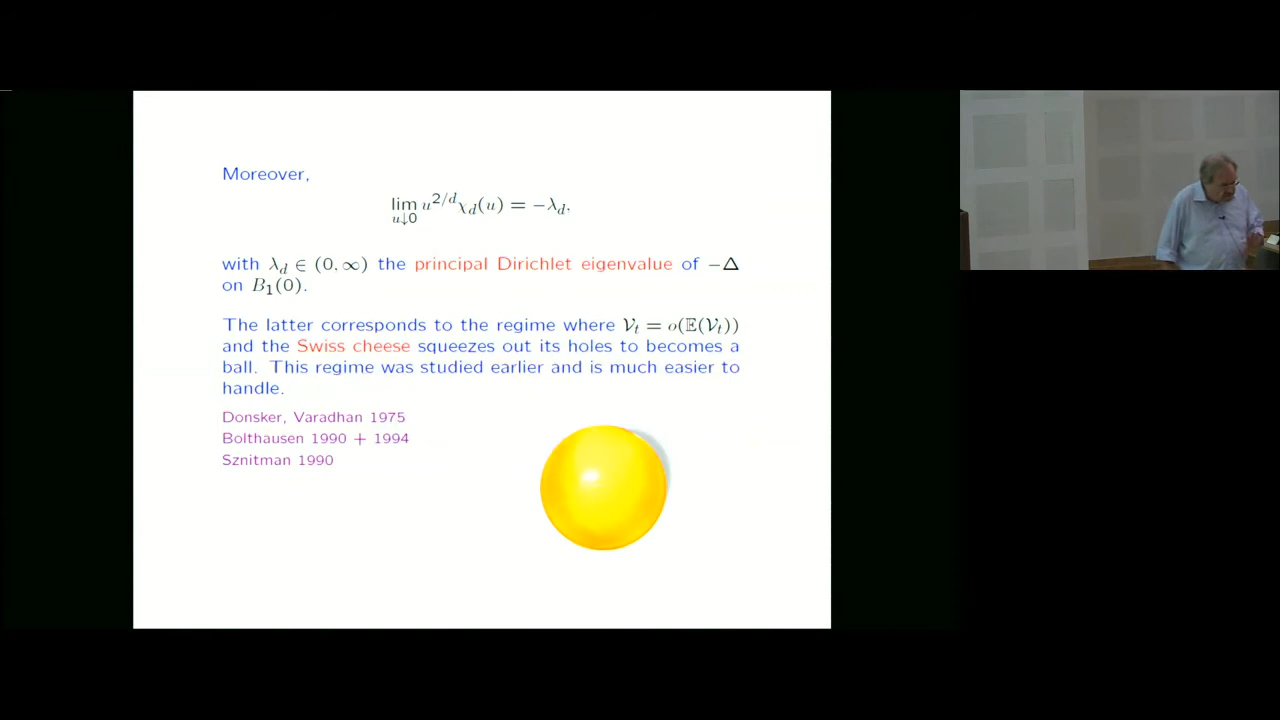 Moreover,
lim u^{2/d} χ_d(u) = −λ_d,
u↓0
with λ_d ∈ (0, ∞) the principal Dirichlet eigenvalue of −Δ
on B_1(0).
The latter corresponds to the regime where 𝒱_t = o(𝔼(𝒱_t))
and the Swiss cheese squeezes out its holes to becomes a
ball. This regime was studied earlier and is much easier to
handle.
Donsker, Varadhan 1975
Bolthausen 1990 + 1994
Sznitman 1990